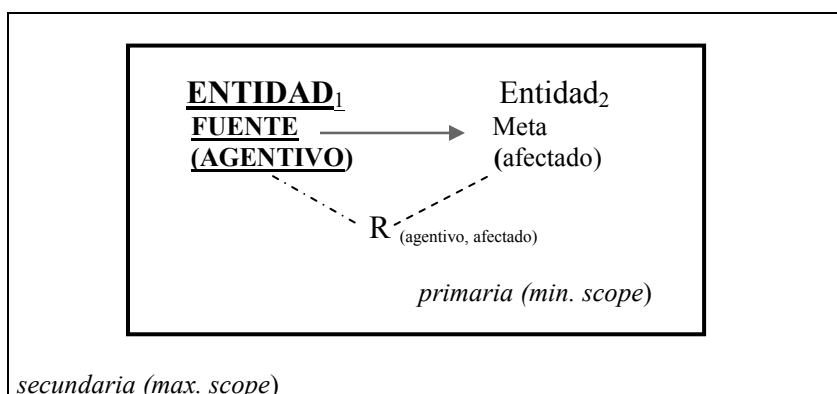 ENTIDAD1 Entidad2
FUENTE Meta
(AGENTIVO) (afectado)
R (agentivo, afectado)
primaria (min. scope)
secundaria (max. scope)